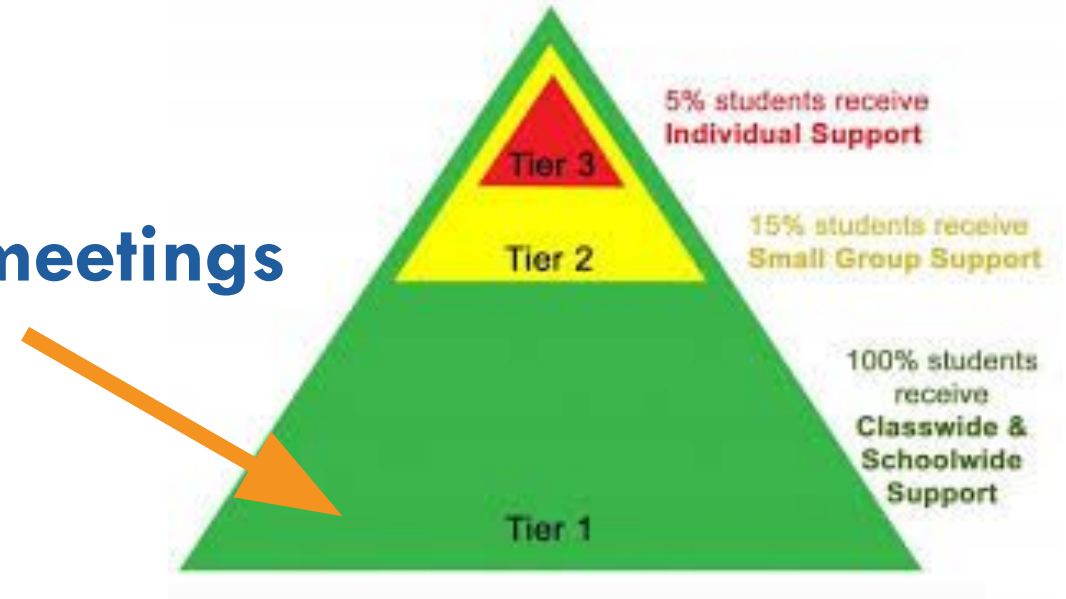 5% students receive
Individual Support
Tier 3
15% students receive
Small Group Support
meetings
Tier 2
100% students
receive
Classwide &
Schoolwide
Support
Tier 1